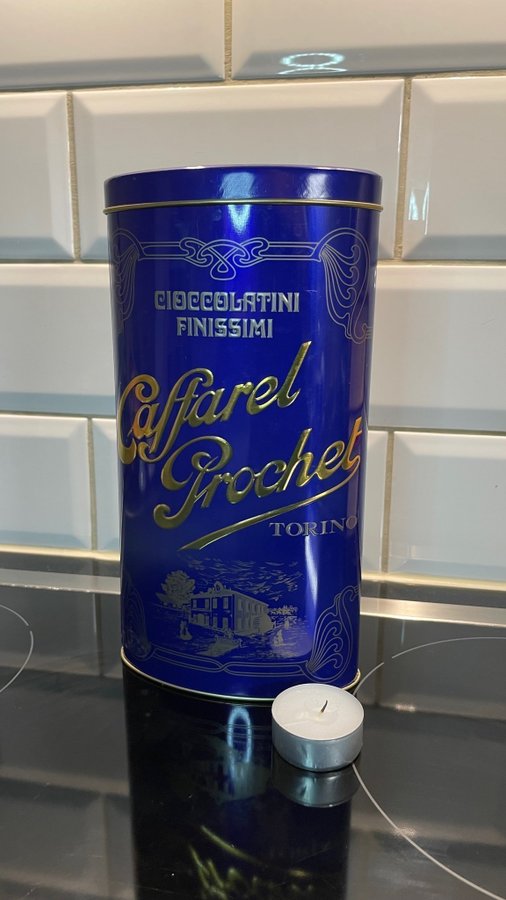 CIOCCOLATINI
FINISSIMI
Caffarel
Prochet
TORINO